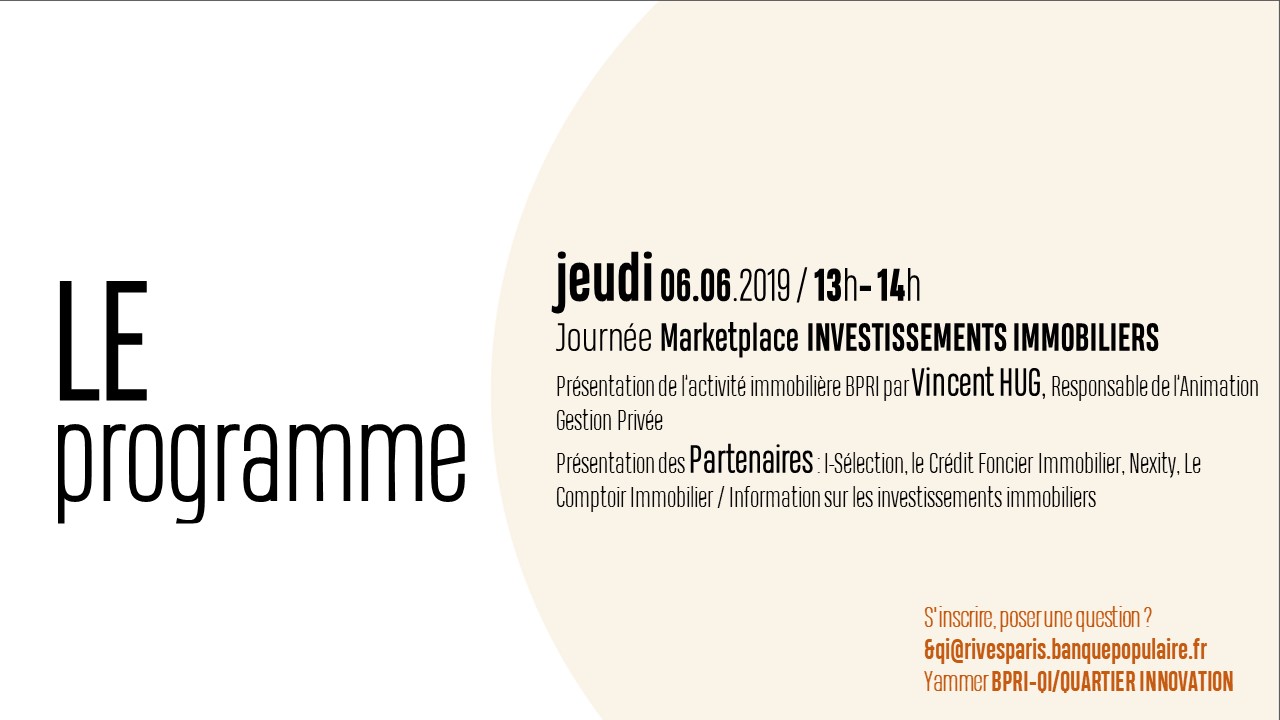 LE
programme
jeudi 06.06.2019 / 13h- 14h
Journée Marketplace INVESTISSEMENTS IMMOBILIERS
Présentation de l'activité immobilière BPRI par Vincent HUG, Responsable de l'Animation
Gestion Privée
Présentation des Partenaires : I-Sélection, le Crédit Foncier Immobilier, Nexity, Le
Comptoir Immobilier / Information sur les investissements immobiliers
S'inscrire, poser une question ?
&qi@rivesparis.banquepopulaire.fr
Yammer BPRI-QI/QUARTIER INNOVATION